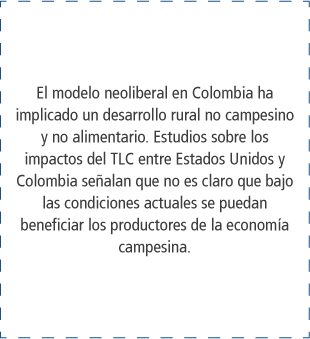 El modelo neoliberal en Colombia ha
implicado un desarrollo rural no campesino
y no alimentario. Estudios sobre los
impactos del TLC entre Estados Unidos y
Colombia señalan que no es claro que bajo
las condiciones actuales se puedan
beneficiar los productores de la economía
campesina.